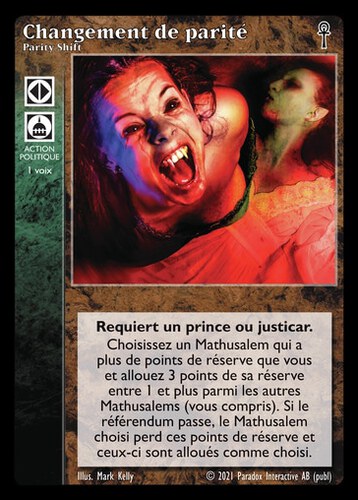 Changement de parité
Parity Shift
ACTION
POLITIQUE
1 voix
Requiert un prince ou justicar.
Choisissez un Mathusalem qui a
plus de points de réserve que vous
et allouez 3 points de sa réserve
entre 1 et plus parmi les autres
Mathusalems (vous compris). Si le
référendum passe, le Mathusalem
choisi perd ces points de réserve et
ceux-ci sont alloués comme choisi.
Illus. Mark Kelly
© 2021 Paradox Interactive AB (publ)